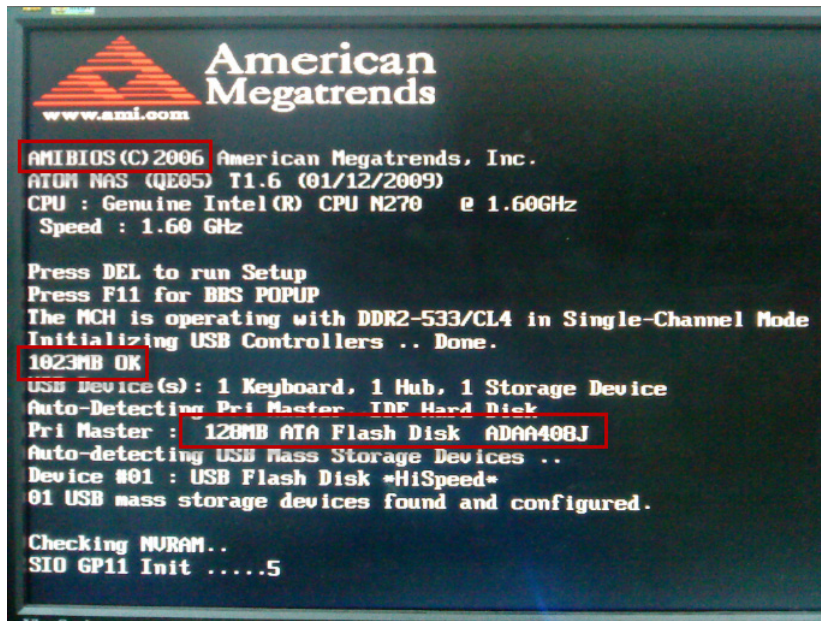 American
Megatrends
www.ami.com
AMIBIOS(C)2006 American Megatrends, Inc.
ATOM NAS (QE05) T1.6 (01/12/2009)
CPU : Genuine Intel(R) CPU N270 @ 1.60GHz
Speed : 1.60 GHz
Press DEL to run Setup
Press F11 for BBS POPUP
The MCH is operating with DDR2-533/CL4 in Single-Channel Mode
Initializing USB Controllers .. Done.
1023MB OK
USB Device(s): 1 Keyboard, 1 Hub, 1 Storage Device
Auto-Detecting Pri Master..IDE Hard Disk
Pri Master : 128MB ATA Flash Disk ADAA408J
Auto-detecting USB Mass Storage Devices ..
Device #01 : USB Flash Disk *HiSpeed*
01 USB mass storage devices found and configured.
Checking NVRAM..
SIO GP11 Init .....5